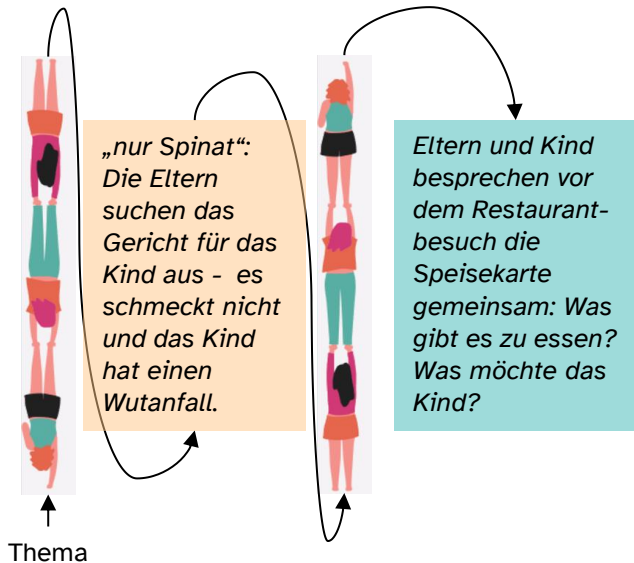 „nur Spinat“:
Die Eltern
suchen das
Gericht für das
Kind aus -  es
schmeckt nicht
und das Kind
hat einen
Wutanfall.
Eltern und Kind
besprechen vor
dem Restaurant-
besuch die
Speisekarte
gemeinsam: Was
gibt es zu essen?
Was möchte das
Kind?
Thema